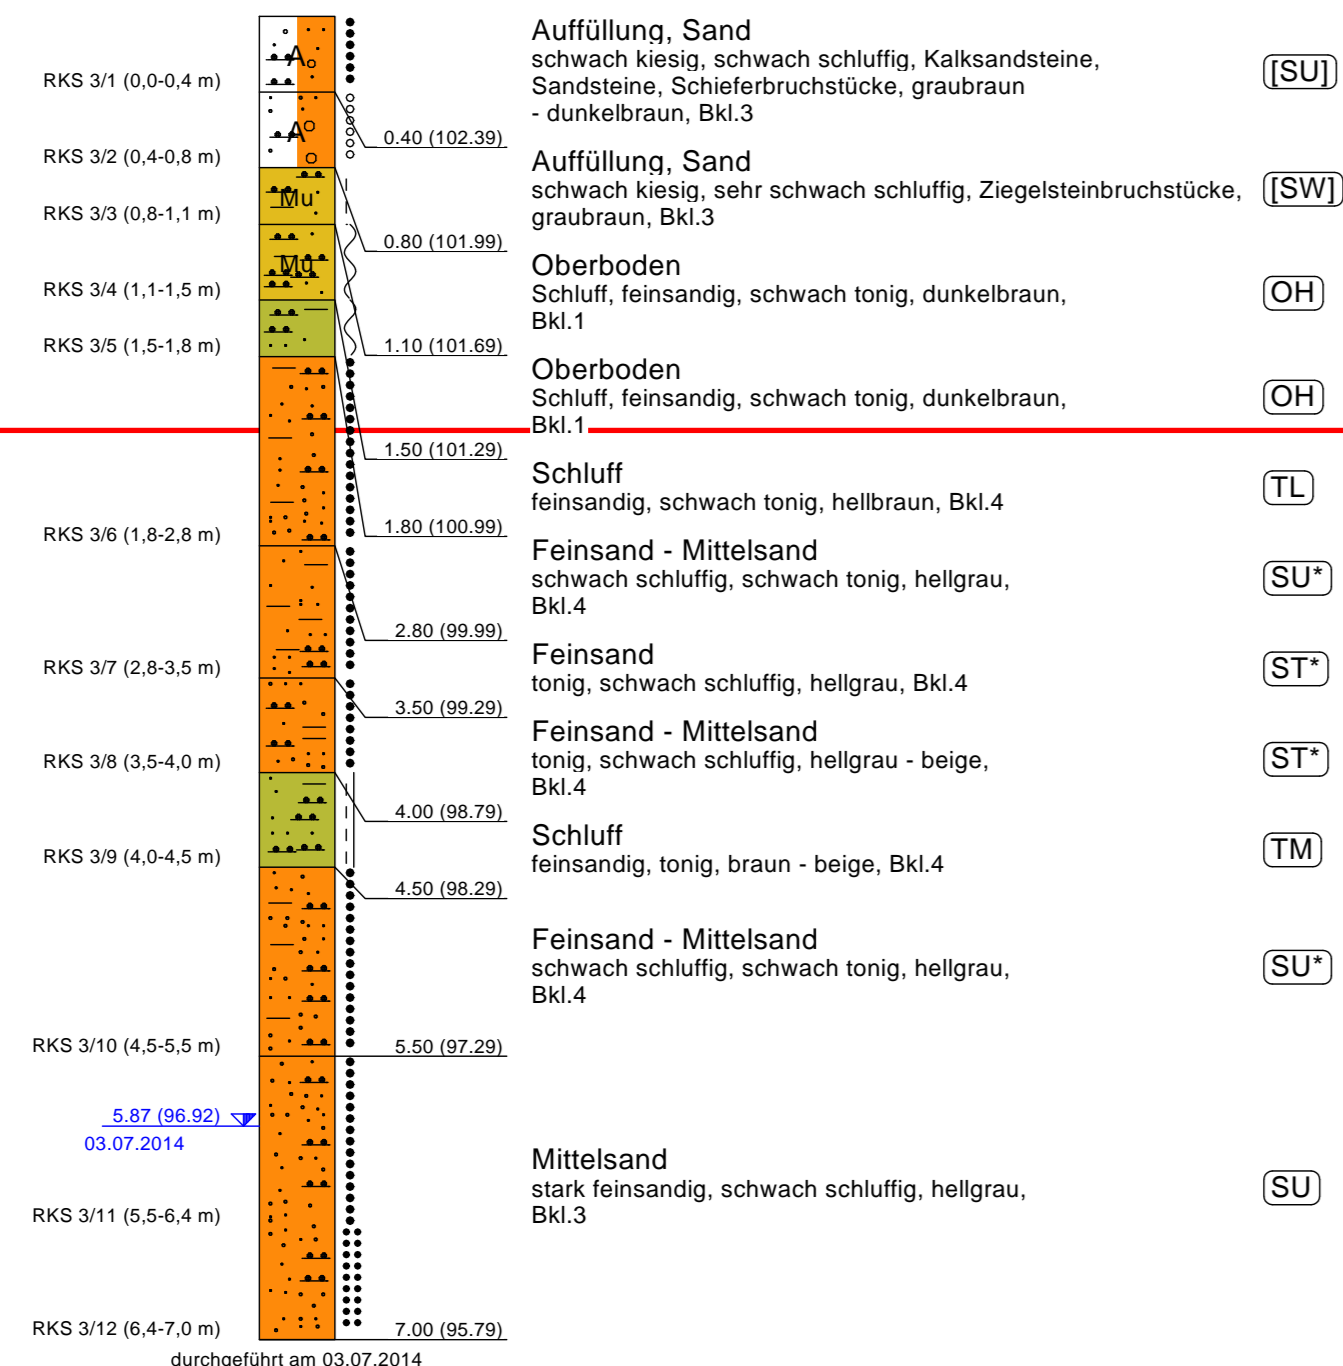 Auffüllung, Sand
schwach kiesig, schwach schluffig, Kalksandsteine,
Sandsteine, Schieferbruchstücke, graubraun
- dunkelbraun, Bkl.3
[SU]
A
RKS 3/1 (0,0-0,4 m)
0.40 (102.39)
Auffüllung, Sand
schwach kiesig, sehr schwach schluffig, Ziegelsteinbruchstücke,
graubraun, Bkl.3
[SW]
A
RKS 3/2 (0,4-0,8 m)
0.80 (101.99)
Oberboden
Schluff, feinsandig, schwach tonig, dunkelbraun,
Bkl.1
OH
Mu
RKS 3/3 (0,8-1,1 m)
1.10 (101.69)
Oberboden
Schluff, feinsandig, schwach tonig, dunkelbraun,
Bkl.1
OH
Mu
RKS 3/4 (1,1-1,5 m)
1.50 (101.29)
Schluff
feinsandig, schwach tonig, hellbraun, Bkl.4
TL
RKS 3/5 (1,5-1,8 m)
1.80 (100.99)
Feinsand - Mittelsand
schwach schluffig, schwach tonig, hellgrau,
Bkl.4
SU*
RKS 3/6 (1,8-2,8 m)
2.80 (99.99)
Feinsand
tonig, schwach schluffig, hellgrau, Bkl.4
ST*
RKS 3/7 (2,8-3,5 m)
3.50 (99.29)
Feinsand - Mittelsand
tonig, schwach schluffig, hellgrau - beige,
Bkl.4
ST*
RKS 3/8 (3,5-4,0 m)
4.00 (98.79)
Schluff
feinsandig, tonig, braun - beige, Bkl.4
TM
RKS 3/9 (4,0-4,5 m)
4.50 (98.29)
Feinsand - Mittelsand
schwach schluffig, schwach tonig, hellgrau,
Bkl.4
SU*
RKS 3/10 (4,5-5,5 m)
5.50 (97.29)
5.87 (96.92)
03.07.2014
Mittelsand
stark feinsandig, schwach schluffig, hellgrau,
Bkl.3
SU
RKS 3/11 (5,5-6,4 m)
RKS 3/12 (6,4-7,0 m)
7.00 (95.79)
durchgeführt am 03.07.2014